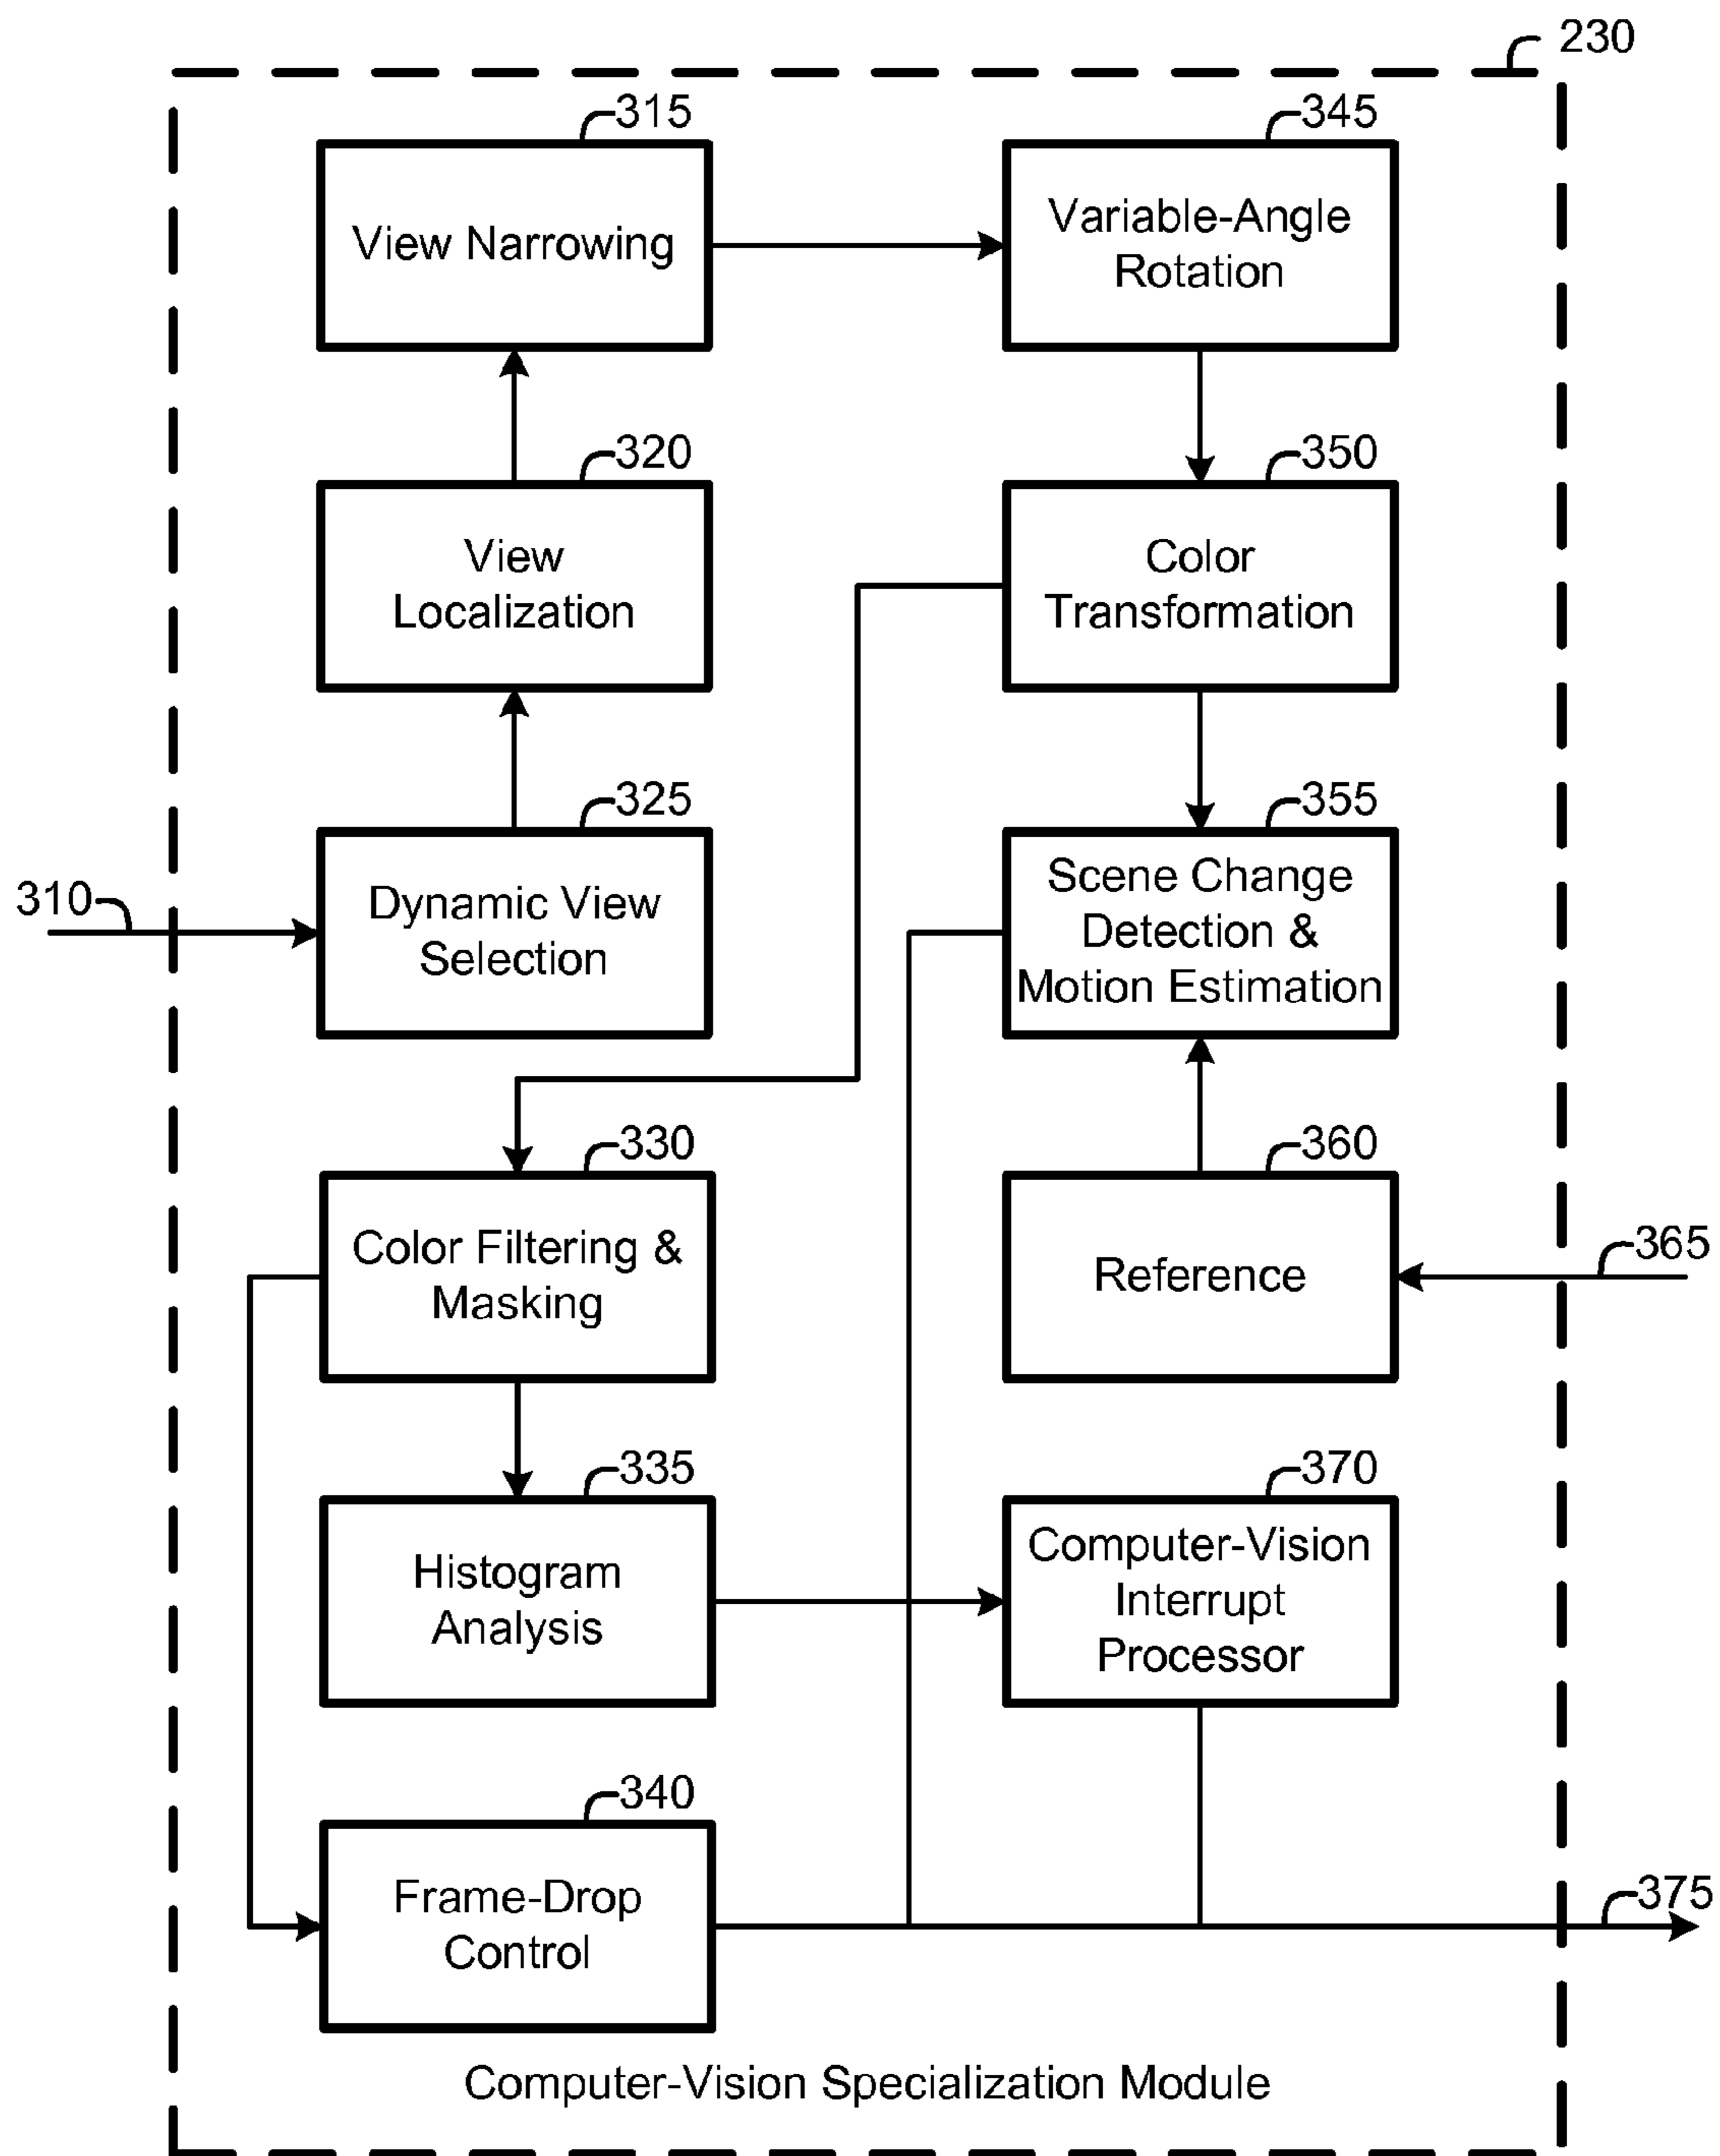 230
315
View Narrowing
345
Variable-Angle
Rotation
320
View
Localization
350
Color
Transformation
310
325
Dynamic View
Selection
355
Scene Change
Detection &
Motion Estimation
330
Color Filtering &
Masking
360
Reference
365
335
Histogram
Analysis
370
Computer-Vision
Interrupt
Processor
340
Frame-Drop
Control
375
Computer-Vision Specialization Module